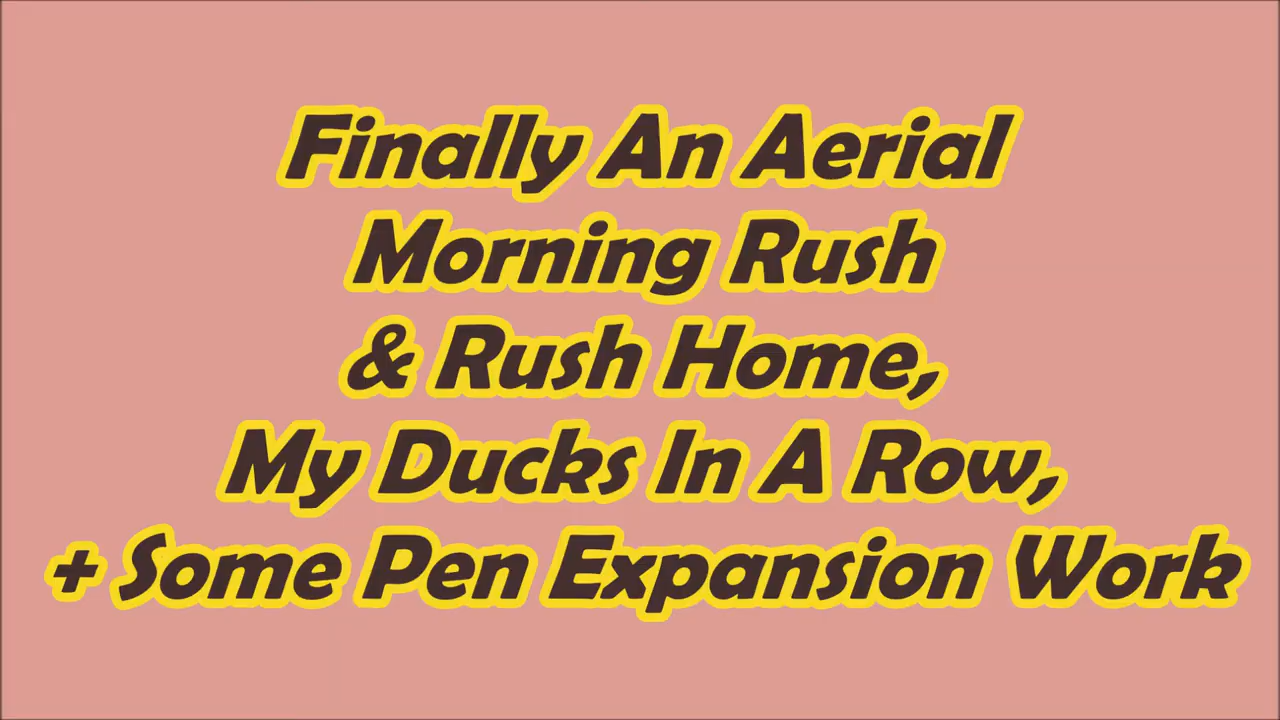 Finally An Aerial
Morning Rush
& Rush Home,
My Ducks In A Row,
+ Some Pen Expansion Work